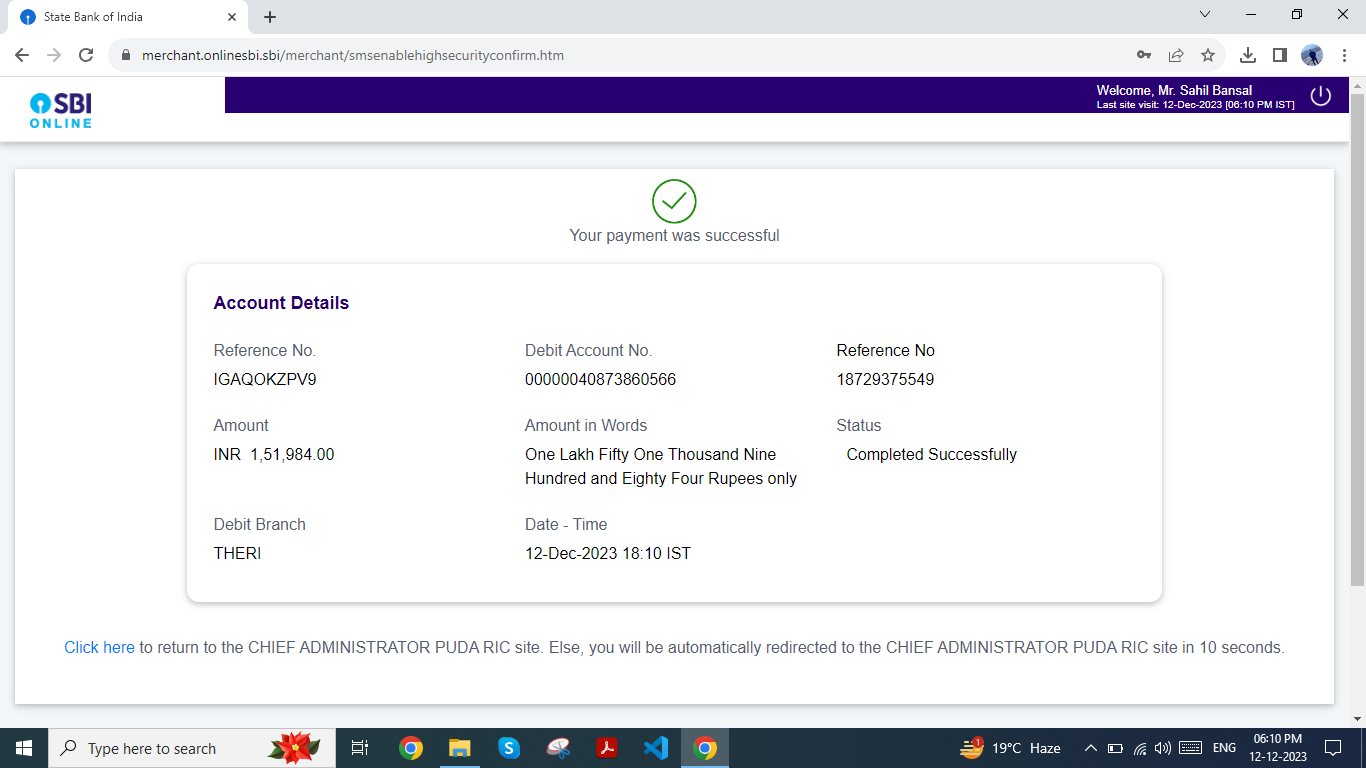 State Bank of India
merchant.onlinesbi.sbi/merchant/smsenablehighsecurityconfirm.htm
SBI
ONLINE
Welcome, Mr. Sahil Bansal
Last site visit: 12-Dec-2023 [06:10 PM IST]
Your payment was successful
Account Details
Reference No. Debit Account No. Reference No
IGAQOKZPV9 00000040873860566 18729375549
Amount Amount in Words Status
INR 1,51,984.00 One Lakh Fifty One Thousand Nine Completed Successfully
Hundred and Eighty Four Rupees only
Debit Branch Date - Time
THERI 12-Dec-2023 18:10 IST
Click here to return to the CHIEF ADMINISTRATOR PUDA RIC site. Else, you will be automatically redirected to the CHIEF ADMINISTRATOR PUDA RIC site in 10 seconds.
Type here to search 1 19°C Haze ENG 06:10 PM
12-12-2023